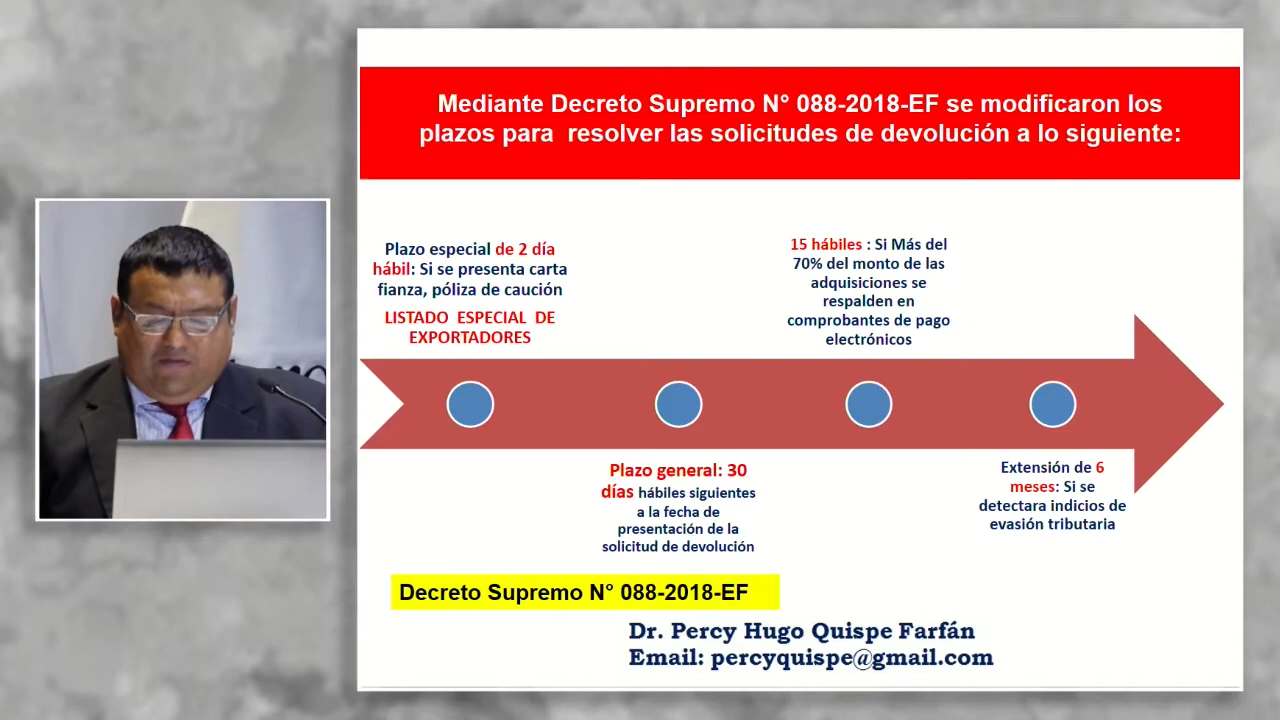 Mediante Decreto Supremo N° 088-2018-EF se modificaron los
plazos para resolver las solicitudes de devolución a lo siguiente:
Plazo especial de 2 día
hábil: Si se presenta carta
fianza, póliza de caución
LISTADO ESPECIAL DE
EXPORTADORES
15 hábiles : Si Más del
70% del monto de las
adquisiciones se
respalden en
comprobantes de pago
electrónicos
Plazo general: 30
días hábiles siguientes
a la fecha de
presentación de la
solicitud de devolución
Extensión de 6
meses: Si se
detectara indicios de
evasión tributaria
Decreto Supremo N° 088-2018-EF
Dr. Percy Hugo Quispe Farfán
Email: percyquispe@gmail.com